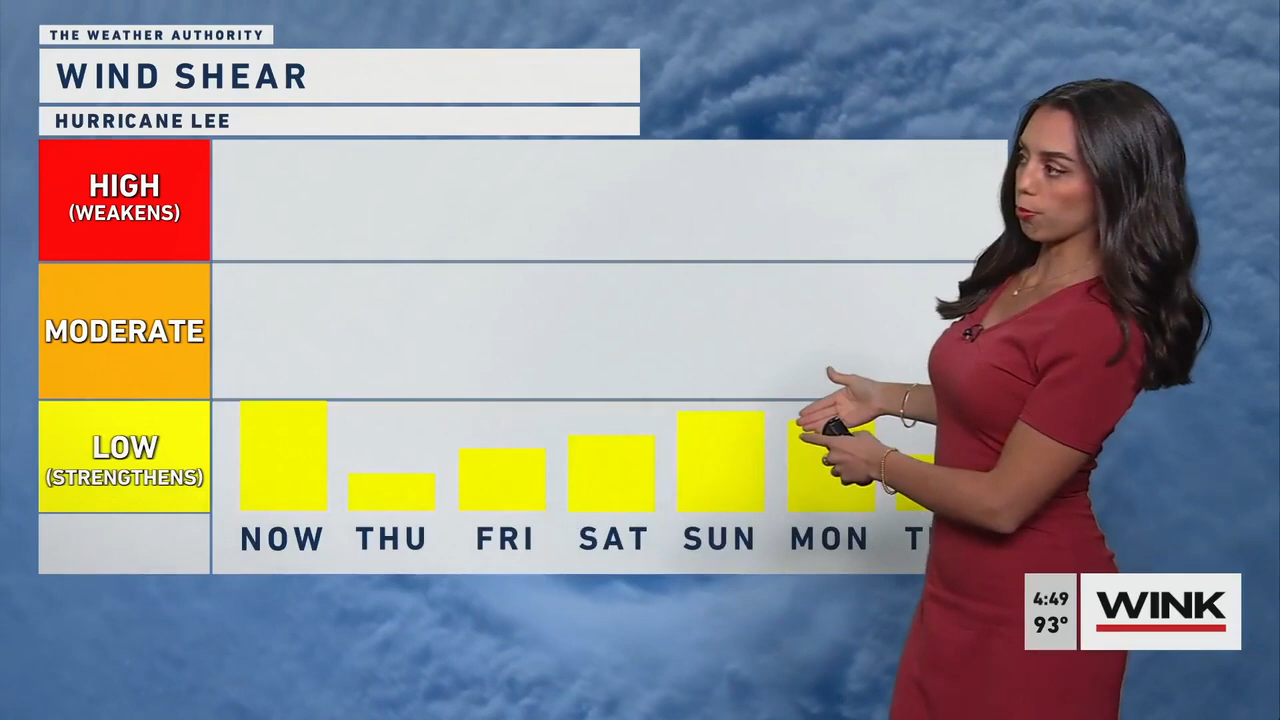 THE WEATHER AUTHORITY
WIND SHEAR
HURRICANE LEE
HIGH
(WEAKENS)
MODERATE
LOW
(STRENGTHENS)
NOW THU FRI SAT SUN MON
4:49
93°
WINK